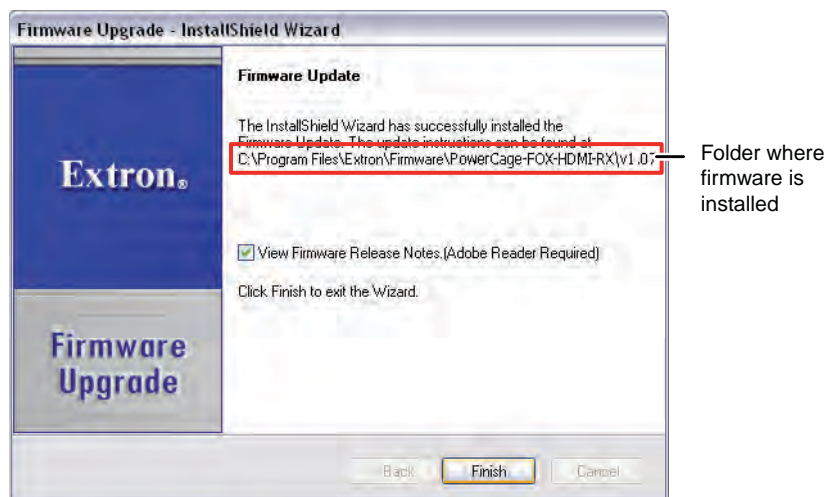 Firmware Upgrade - InstallShield Wizard
Firmware Update
The InstallShield Wizard has successfully installed the
Firmware Update. The update instructions can be found at
C:\Program Files\Extron\Firmware\PowerCage-FOX-HDMI-RX\v1.07
Folder where
firmware is
installed
Extron®
View Firmware Release Notes.(Adobe Reader Required)
Click Finish to exit the Wizard.
Firmware
Upgrade
Back
Finish
Cancel